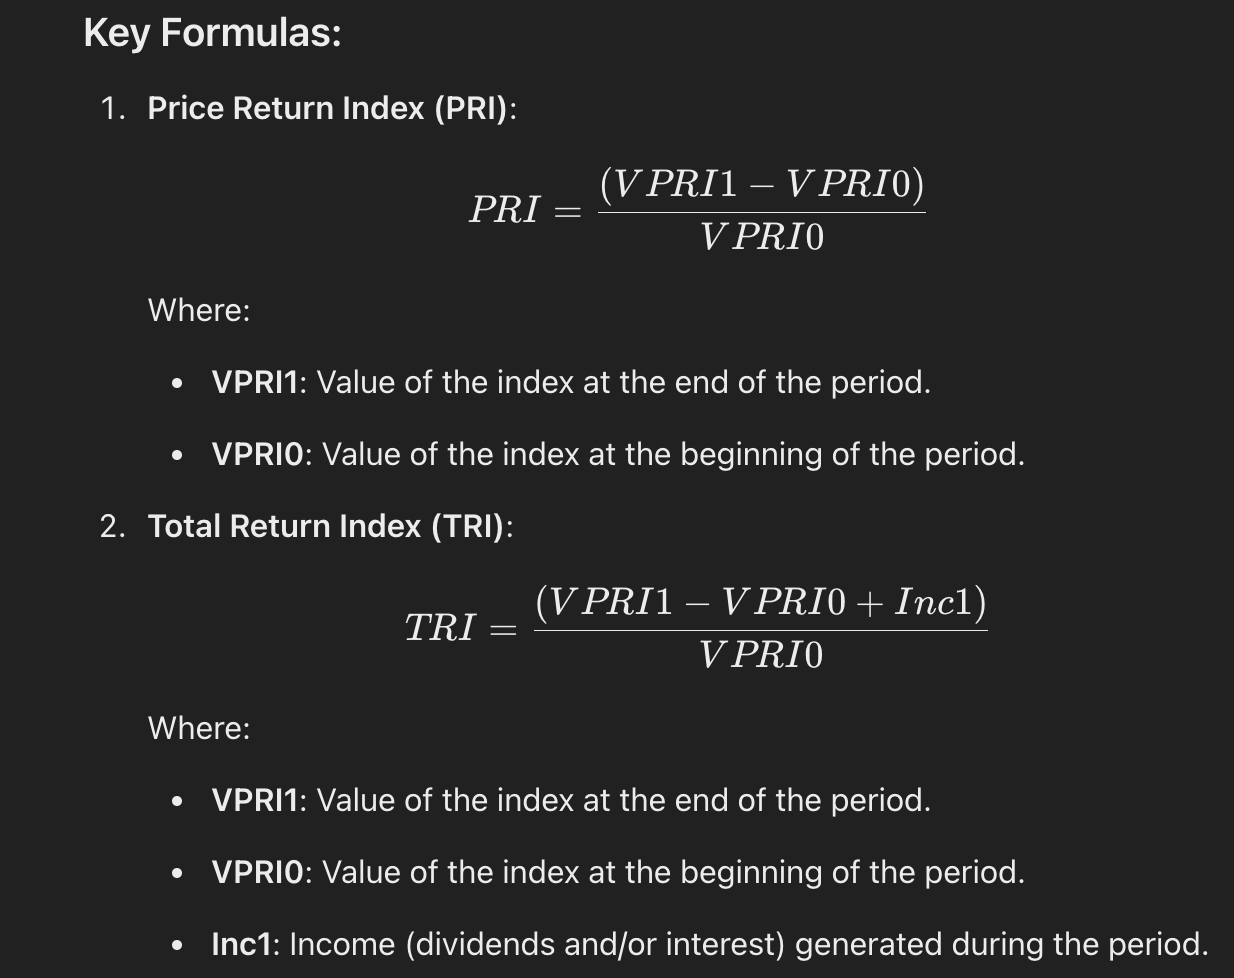 Key Formulas:
1. Price Return Index (PRI):
PRI = (VPRI1 − VPRI0) / VPRI0
Where:
• VPRI1: Value of the index at the end of the period.
• VPRI0: Value of the index at the beginning of the period.
2. Total Return Index (TRI):
TRI = (VPRI1 − VPRI0 + Inc1) / VPRI0
Where:
• VPRI1: Value of the index at the end of the period.
• VPRI0: Value of the index at the beginning of the period.
• Inc1: Income (dividends and/or interest) generated during the period.